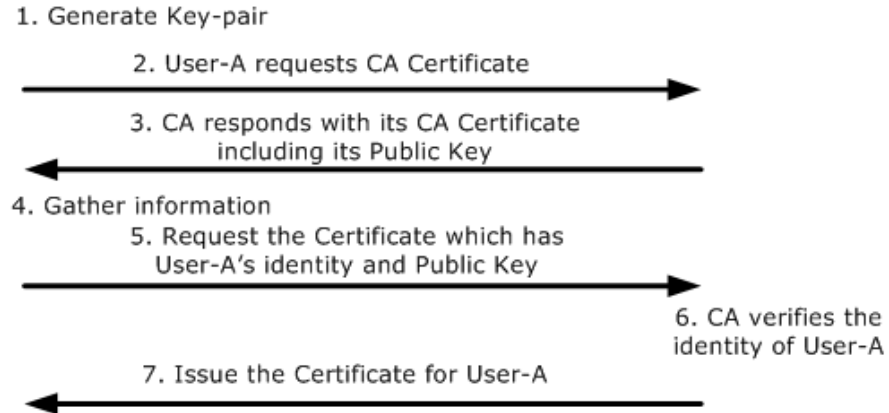 1. Generate Key-pair
2. User-A requests CA Certificate
3. CA responds with its CA Certificate
including its Public Key
4. Gather information
5. Request the Certificate which has
User-A's identity and Public Key
6. CA verifies the
identity of User-A
7. Issue the Certificate for User-A